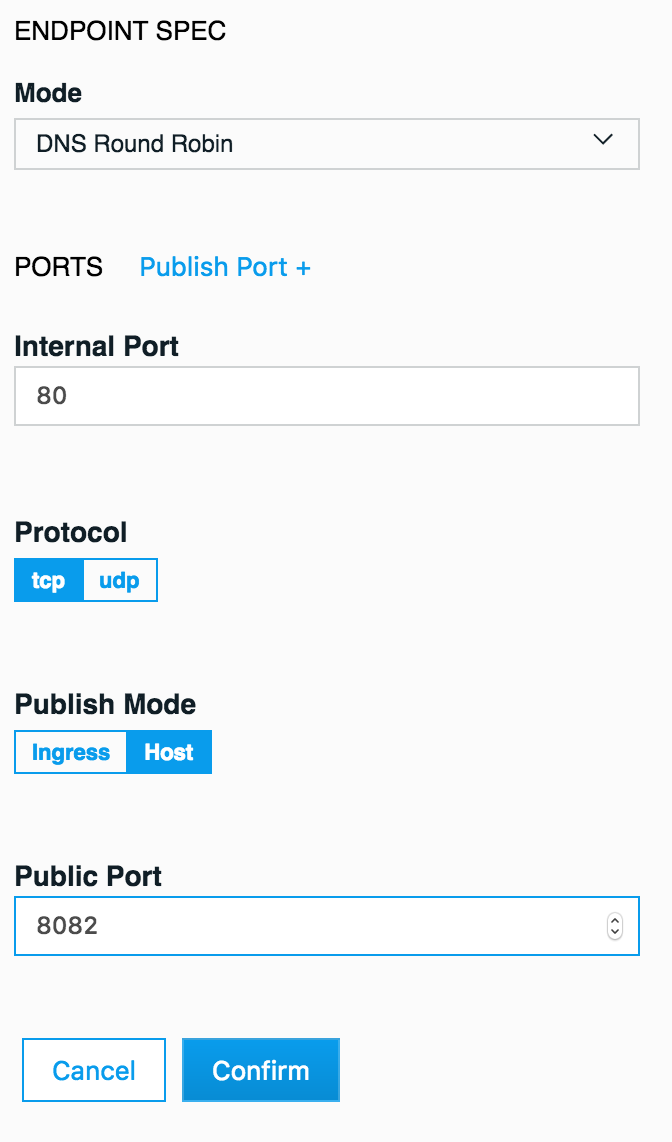 ENDPOINT SPEC
Mode
DNS Round Robin
PORTS Publish Port +
Internal Port
80
Protocol
tcp udp
Publish Mode
Ingress Host
Public Port
8082
Cancel Confirm